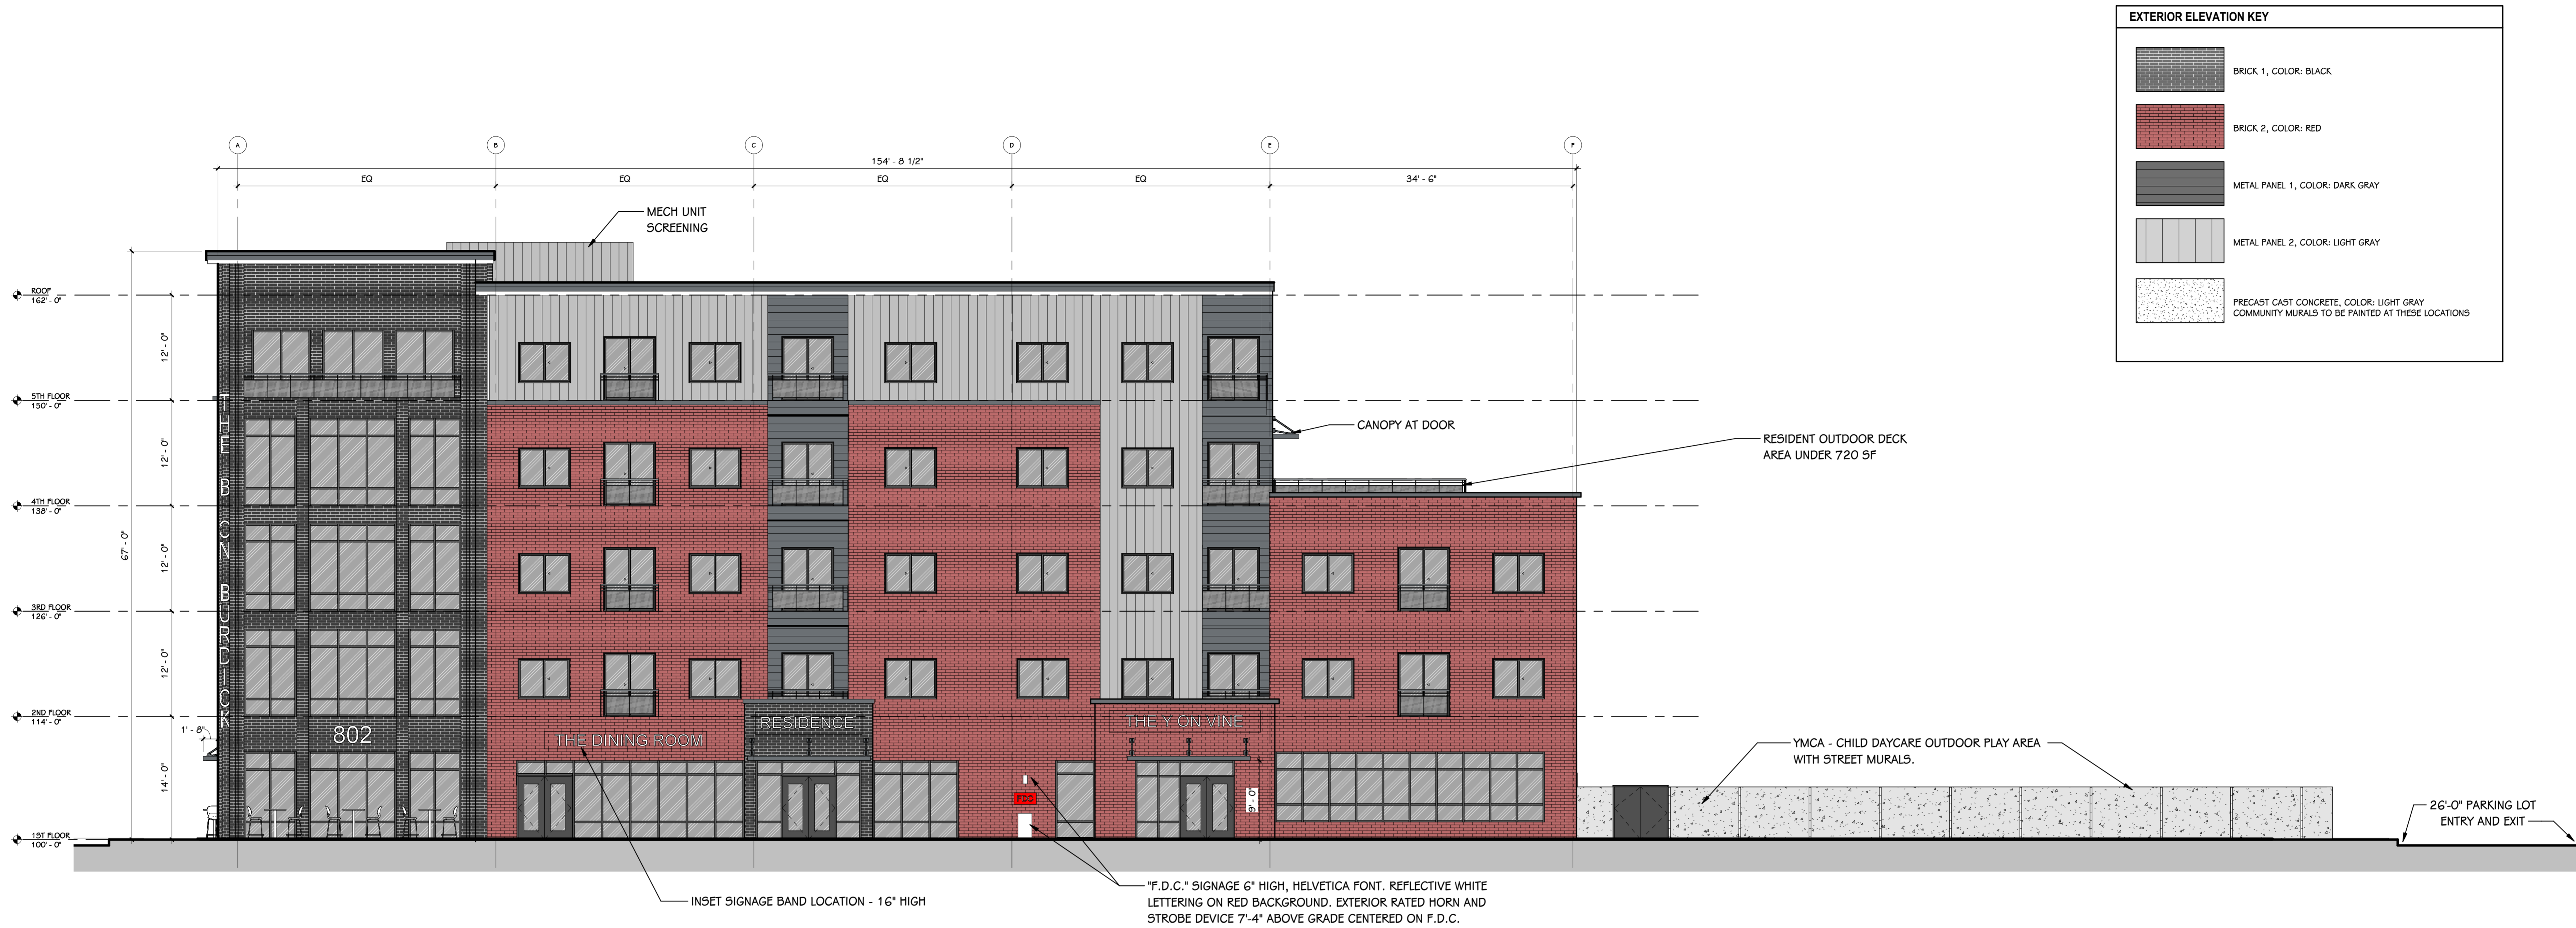 EXTERIOR ELEVATION KEY
BRICK 1, COLOR: BLACK
BRICK 2, COLOR: RED
METAL PANEL 1, COLOR: DARK GRAY
METAL PANEL 2, COLOR: LIGHT GRAY
PRECAST CAST CONCRETE, COLOR: LIGHT GRAY
COMMUNITY MURALS TO BE PAINTED AT THESE LOCATIONS
A
B
C
D
E
F
154' - 8 1/2"
EQ
EQ
EQ
EQ
34' - 6"
MECH UNIT
SCREENING
ROOF
162' - 0"
12' - 0"
5TH FLOOR
150' - 0"
CANOPY AT DOOR
RESIDENT OUTDOOR DECK
AREA UNDER 720 SF
12' - 0"
4TH FLOOR
138' - 0"
67' - 0"
12' - 0"
3RD FLOOR
126' - 0"
12' - 0"
2ND FLOOR
114' - 0"
1' - 8"
14' - 0"
1ST FLOOR
100' - 0"
BURDICK
802
THE DINING ROOM
RESIDENCE
THE Y ON VINE
FDC
9' - 0"
YMCA - CHILD DAYCARE OUTDOOR PLAY AREA
WITH STREET MURALS.
26'-0" PARKING LOT
ENTRY AND EXIT
INSET SIGNAGE BAND LOCATION - 16" HIGH
"F.D.C." SIGNAGE 6" HIGH, HELVETICA FONT. REFLECTIVE WHITE
LETTERING ON RED BACKGROUND. EXTERIOR RATED HORN AND
STROBE DEVICE 7'-4" ABOVE GRADE CENTERED ON F.D.C.